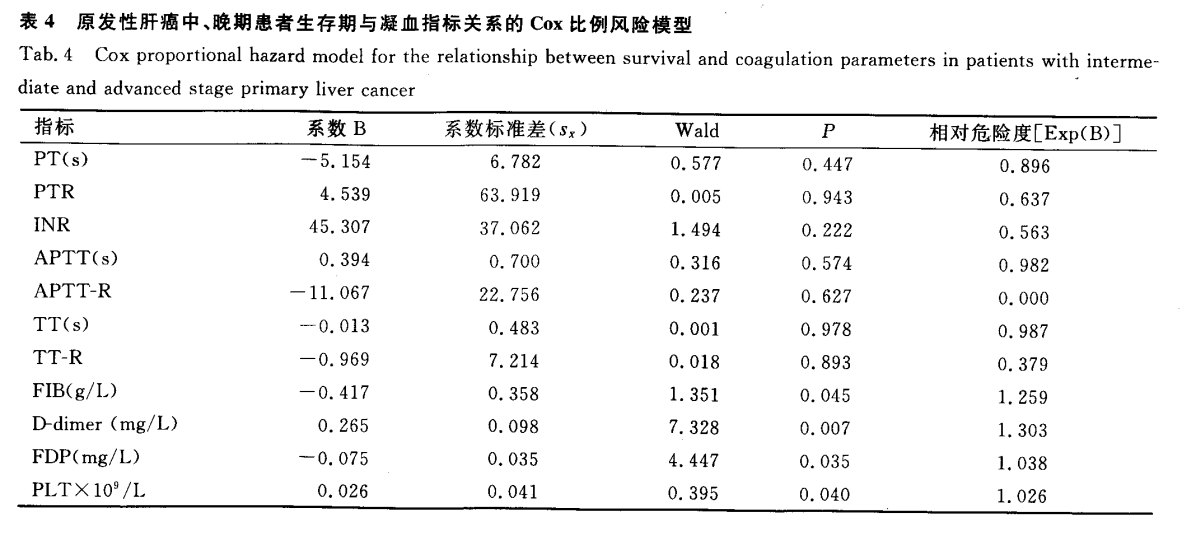 表 4 原发性肝癌中、晚期患者生存期与凝血指标关系的 Cox 比例风险模型
Tab. 4 Cox proportional hazard model for the relationship between survival and coagulation parameters in patients with interme-
diate and advanced stage primary liver cancer
指标 系数 B 系数标准差(sₓ) Wald P 相对危险度[Exp(B)]
PT(s) −5.154 6.782 0.577 0.447 0.896
PTR 4.539 63.919 0.005 0.943 0.637
INR 45.307 37.062 1.494 0.222 0.563
APTT(s) 0.394 0.700 0.316 0.574 0.982
APTT-R −11.067 22.756 0.237 0.627 0.000
TT(s) −0.013 0.483 0.001 0.978 0.987
TT-R −0.969 7.214 0.018 0.893 0.379
FIB(g/L) −0.417 0.358 1.351 0.045 1.259
D-dimer (mg/L) 0.265 0.098 7.328 0.007 1.303
FDP(mg/L) −0.075 0.035 4.447 0.035 1.038
PLT×10⁹/L 0.026 0.041 0.395 0.040 1.026